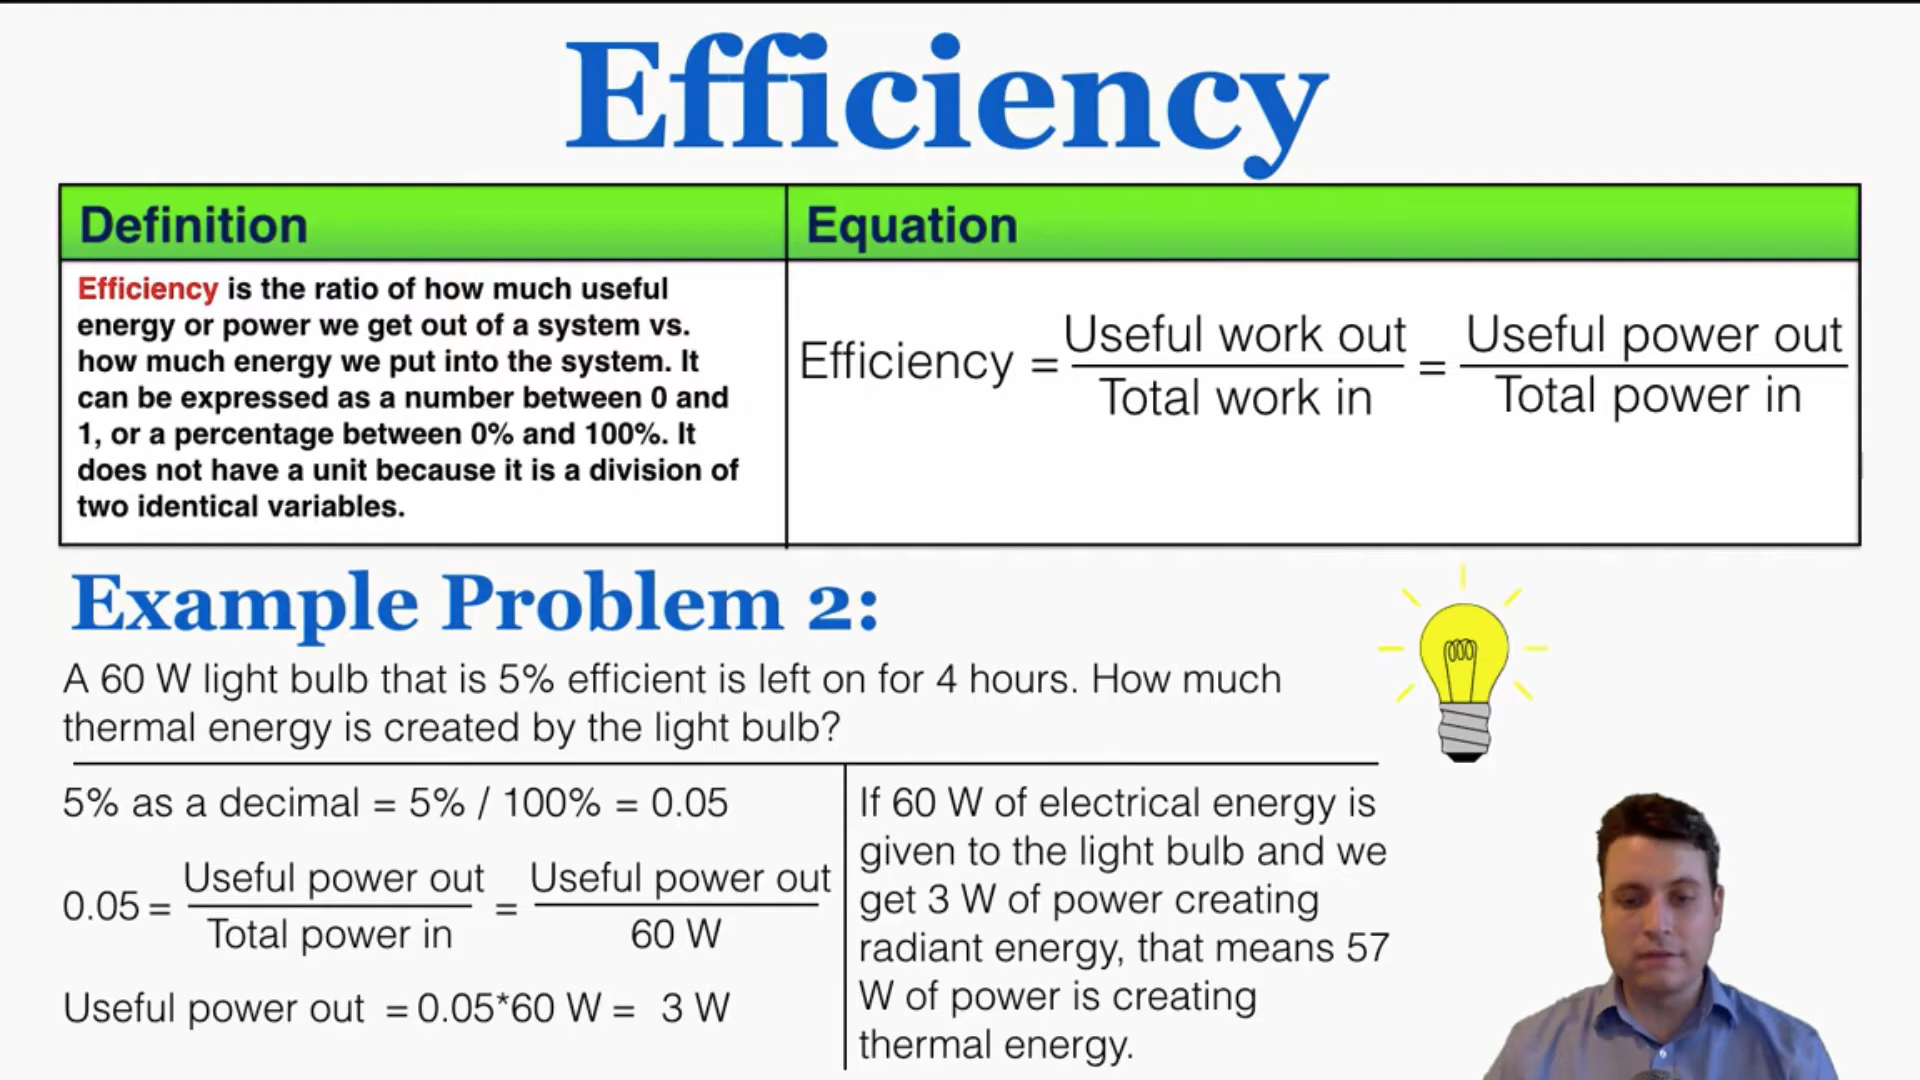 Efficiency
Definition
Equation
Efficiency is the ratio of how much useful
energy or power we get out of a system vs.
how much energy we put into the system. It
can be expressed as a number between 0 and
1, or a percentage between 0% and 100%. It
does not have a unit because it is a division of
two identical variables.
Efficiency = Useful work out / Total work in = Useful power out / Total power in
Example Problem 2:
A 60 W light bulb that is 5% efficient is left on for 4 hours. How much
thermal energy is created by the light bulb?
5% as a decimal = 5% / 100% = 0.05
0.05 = Useful power out / Total power in = Useful power out / 60 W
Useful power out = 0.05*60 W = 3 W
If 60 W of electrical energy is
given to the light bulb and we
get 3 W of power creating
radiant energy, that means 57
W of power is creating
thermal energy.